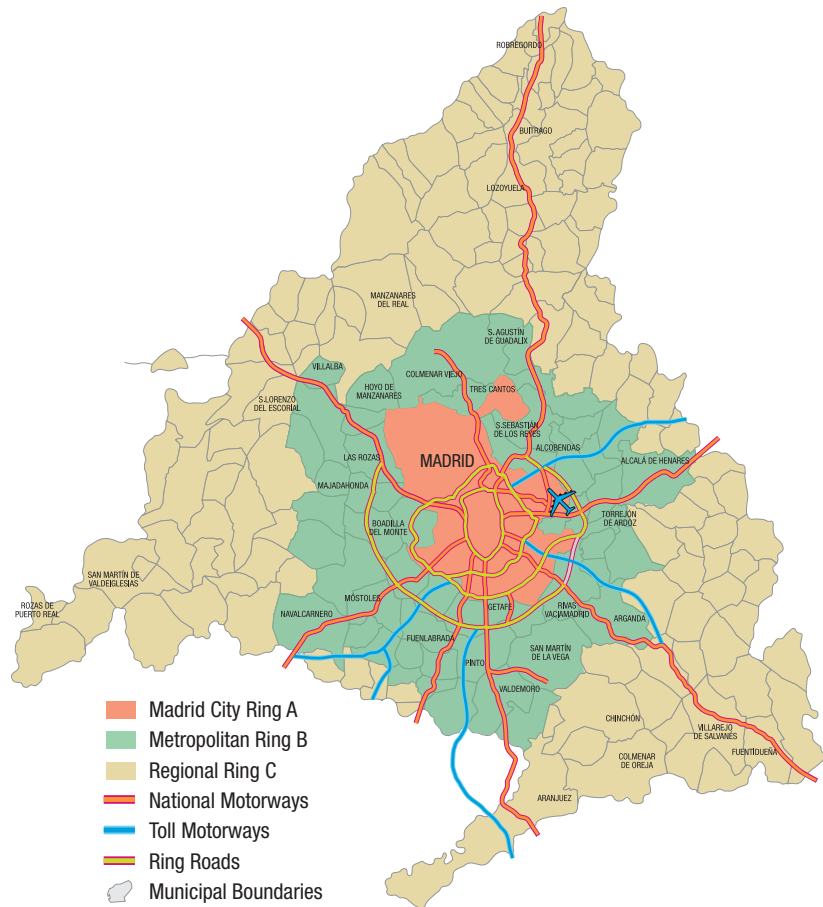 ROBREGORDO
BUITRAGO
LOZOYUELA
MANZANARES
DEL REAL
S. AGUSTÍN
DE GUADALIX
VILLALBA
COLMENAR VIEJO
TRES CANTOS
HOYO DE
MANZANARES
S.LORENZO
DEL ESCORÍAL
S.SEBASTIÁN
DE LOS REYES
ALCOBENDAS
LAS ROZAS
MADRID
ALCALÁ DE HENARES
MAJADAHONDA
BOADILLA
DEL MONTE
TORREJÓN
DE ARDOZ
SAN MARTÍN DE
VALDEIGLESIAS
ROZAS DE
PUERTO REAL
MÓSTOLES
NAVALCARNERO
GETAFE
RIVAS
VACIAMADRID
ARGANDA
FUENLABRADA
SAN MARTÍN
DE LA VEGA
PINTO
VALDEMORO
CHINCHÓN
VILLAREJO
DE SALVANÉS
FUENTIDUEÑA
COLMENAR
DE OREJA
ARANJUEZ
Madrid City Ring A
Metropolitan Ring B
Regional Ring C
National Motorways
Toll Motorways
Ring Roads
Municipal Boundaries